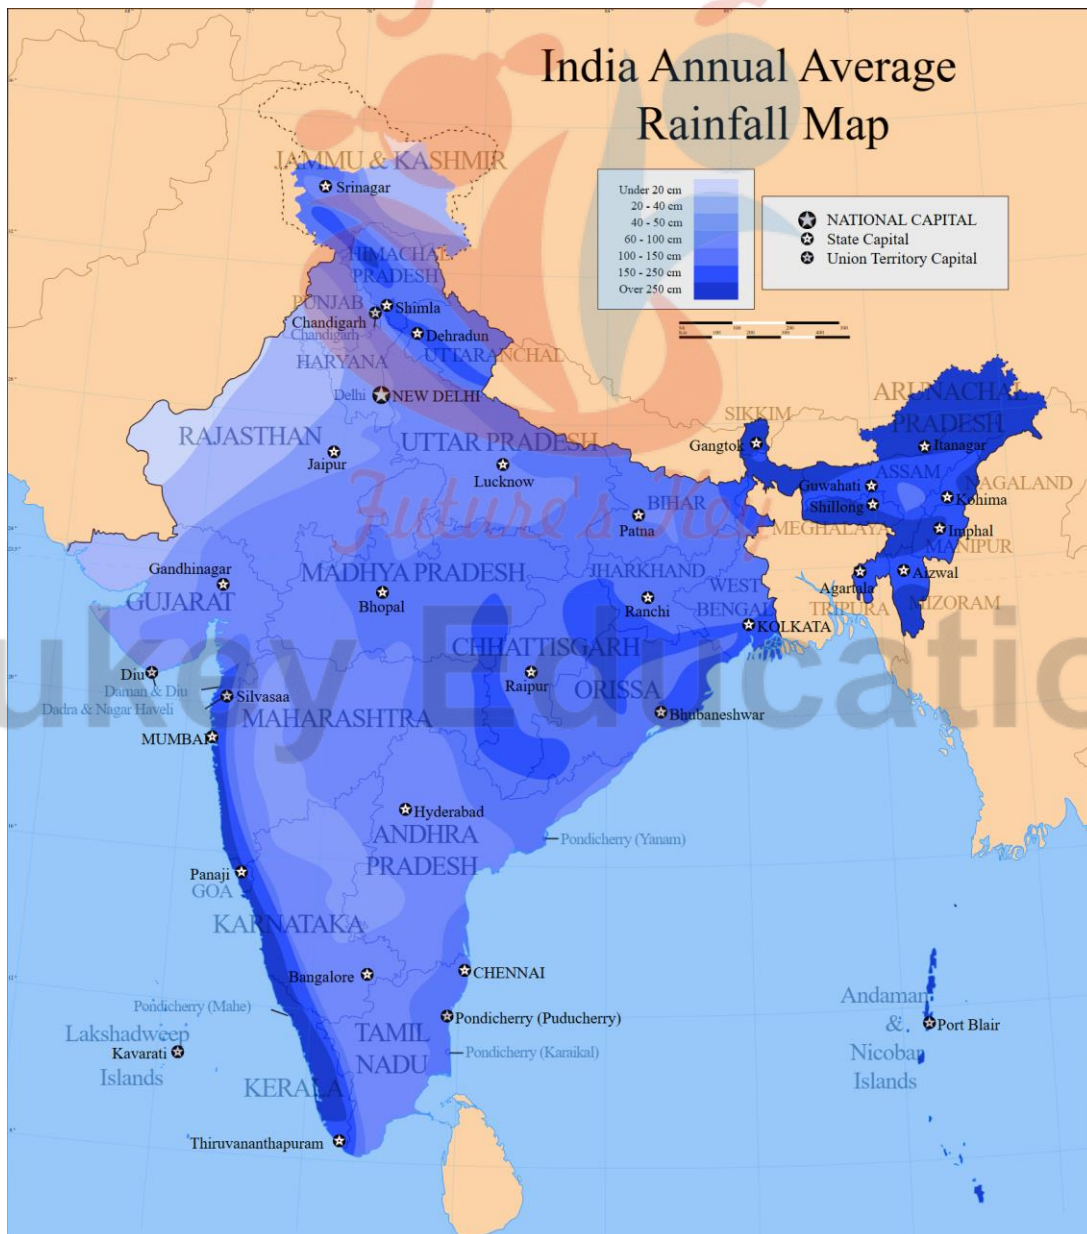 India Annual Average
Rainfall Map
JAMMU & KASHMIR
Srinagar
Under 20 cm
20 - 40 cm
40 - 50 cm
60 - 100 cm
100 - 150 cm
150 - 250 cm
Over 250 cm
NATIONAL CAPITAL
State Capital
Union Territory Capital
HIMACHAL
PRADESH
PUNJAB
Shimla
Chandigarh
Chandigarh
Dehradun
UTTARANCHAL
HARYANA
Delhi
NEW DELHI
ARUNACHAL
PRADESH
SIKKIM
Gangtok
Itanagar
RAJASTHAN
Jaipur
UTTAR PRADESH
Lucknow
ASSAM
Guwahati
Shillong
NAGALAND
Kohima
BIHAR
Patna
Future's Key
MEGHALAYA
Imphal
MANIPUR
Gandhinagar
GUJARAT
MADHYA PRADESH
Bhopal
JHARKHAND
Ranchi
WEST
BENGAL
KOLKATA
Agartala
TRIPURA
Aizwal
MIZORAM
CHHATTISGARH
Raipur
ORISSA
Bhubaneshwar
ukey Educatio
Diu
Daman & Diu
Dadra & Nagar Haveli
Silvasaa
MAHARASHTRA
MUMBAI
Hyderabad
ANDHRA
PRADESH
Pondicherry (Yanam)
Panaji
GOA
KARNATAKA
Bangalore
CHENNAI
Pondicherry (Mahe)
Pondicherry (Puducherry)
Lakshadweep
Kavarati
Islands
TAMIL
NADU
Pondicherry (Karaikal)
KERALA
Thiruvananthapuram
Andaman
&
Nicobar
Islands
Port Blair